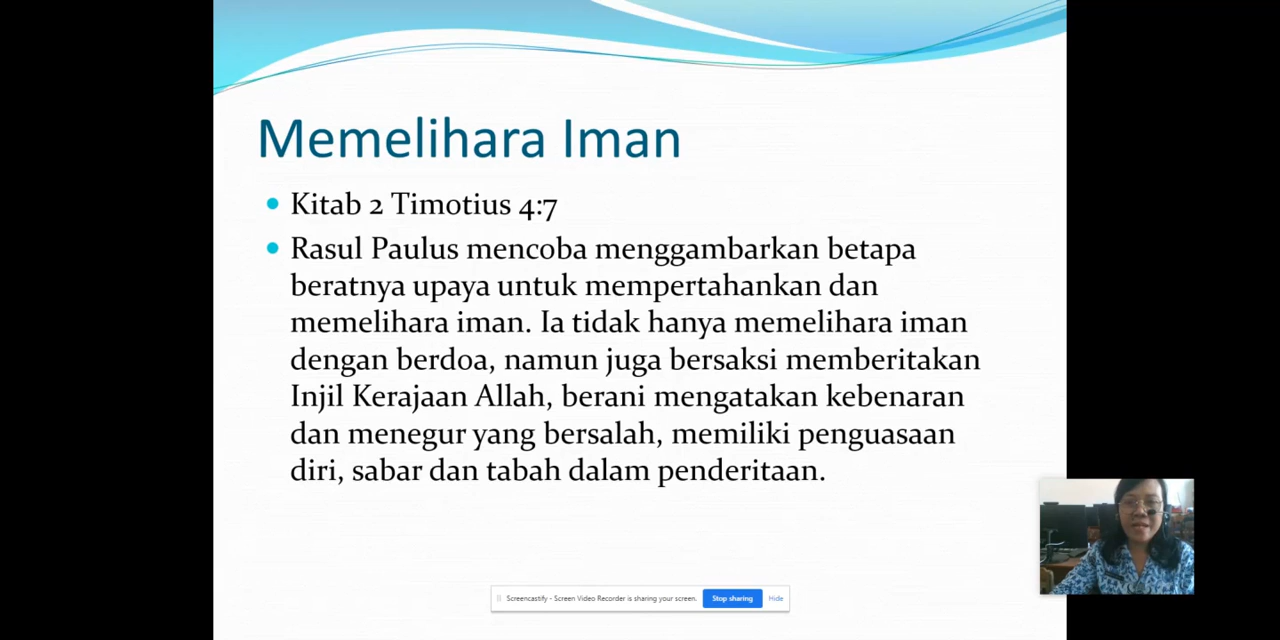 Memelihara Iman
• Kitab 2 Timotius 4:7
• Rasul Paulus mencoba menggambarkan betapa
beratnya upaya untuk mempertahankan dan
memelihara iman. Ia tidak hanya memelihara iman
dengan berdoa, namun juga bersaksi memberitakan
Injil Kerajaan Allah, berani mengatakan kebenaran
dan menegur yang bersalah, memiliki penguasaan
diri, sabar dan tabah dalam penderitaan.
Screencastify - Screen Video Recorder is sharing your screen. Stop sharing Hide